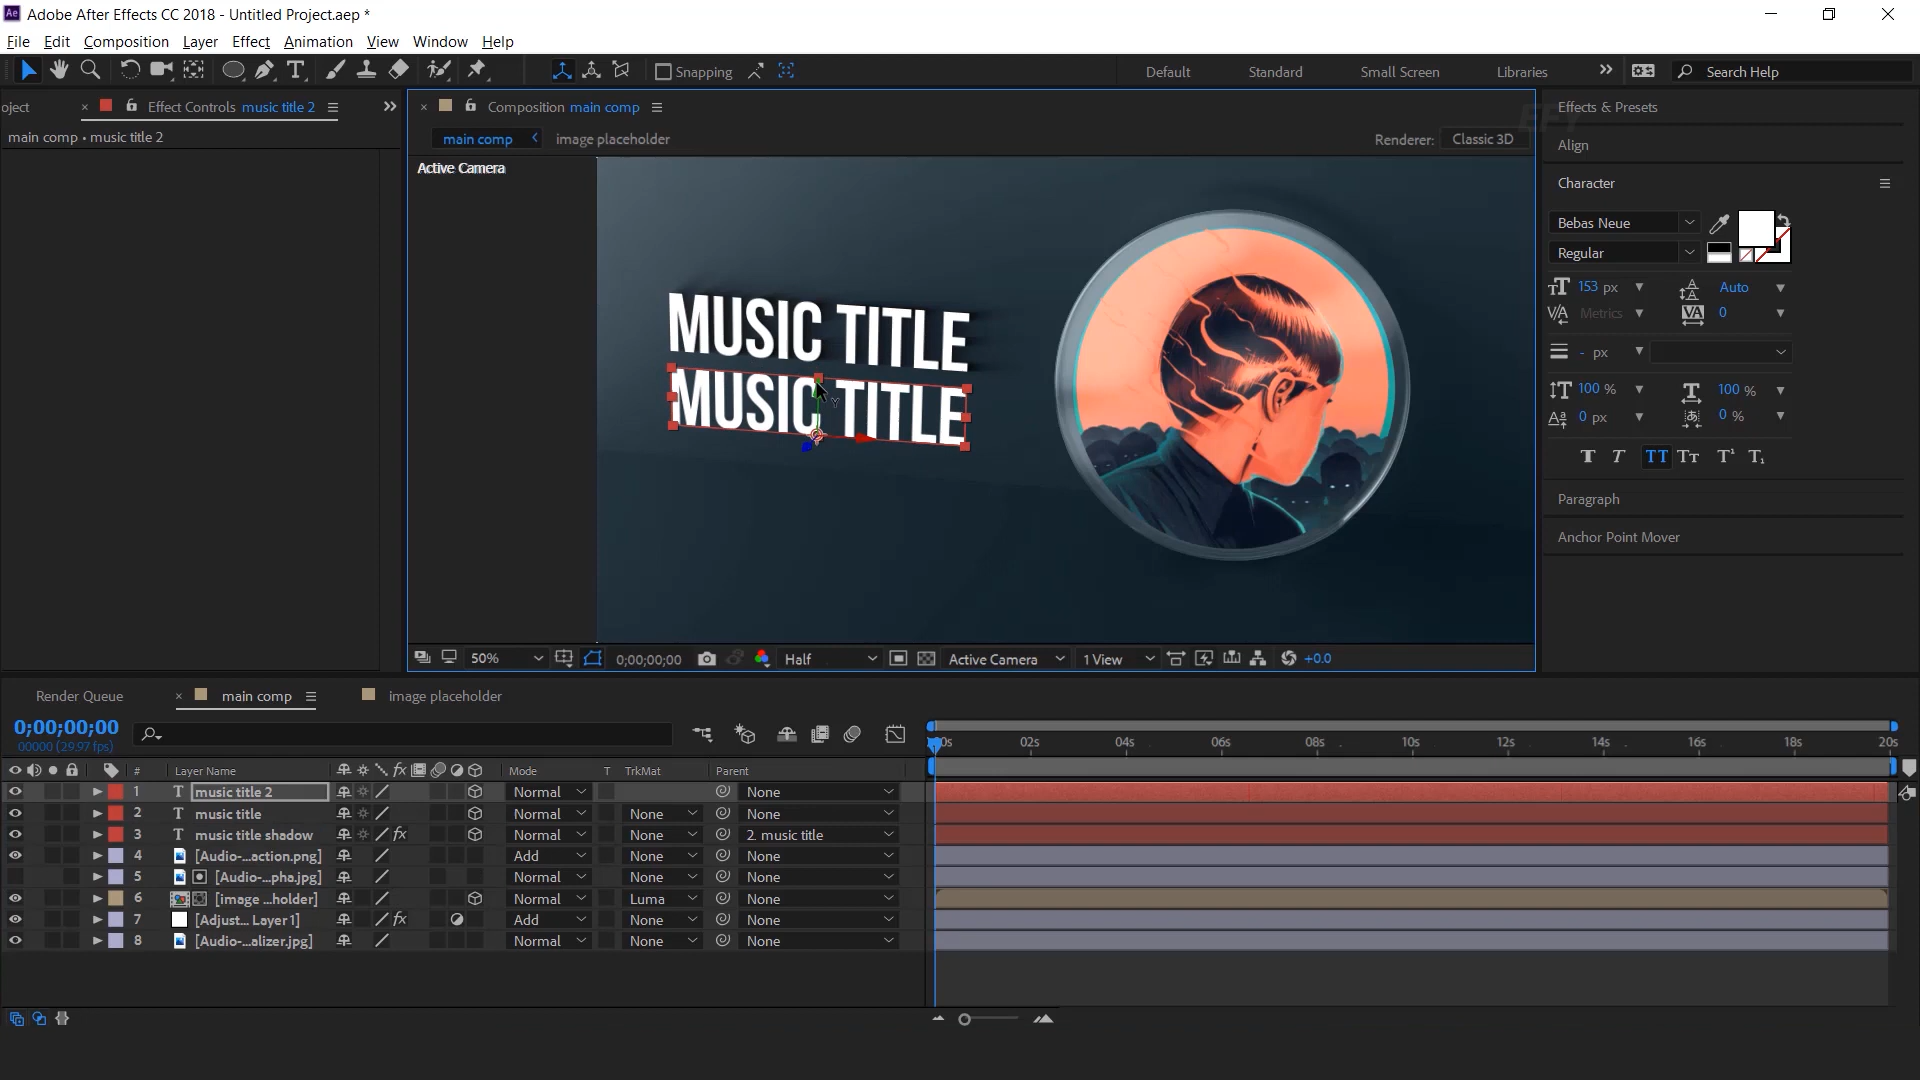 Ae Adobe After Effects CC 2018 - Untitled Project.aep *
File Edit Composition Layer Effect Animation View Window Help
Snapping Default Standard Small Screen Libraries Search Help
oject × Effect Controls music title 2
× Composition main comp
Effects & Presets
main comp • music title 2
main comp image placeholder
Renderer: Classic 3D
Active Camera
EFY
Align
Character
Bebas Neue
Regular
153 px Auto
Metrics 0
- px
100 % 100 %
0 px 0 %
T T TT Tт T¹ T₁
Paragraph
Anchor Point Mover
MUSIC TITLE
MUSIC TITLE
Y
50% 0;00;00;00 Half Active Camera 1 View +0.0
Render Queue × main comp image placeholder
0;00;00;00
00000 (29.97 fps)
0s 02s 04s 06s 08s 10s 12s 14s 16s 18s 20s
# Layer Name fx Mode T TrkMat Parent
1 T music title 2 Normal None
2 T music title Normal None None
3 T music title shadow fx Normal None 2. music title
4 [Audio-...action.png] Add None None
5 [Audio-...pha.jpg] Normal None None
6 [image ...holder] Normal Luma None
7 [Adjust... Layer 1] fx Add None None
8 [Audio-...alizer.jpg] Normal None None